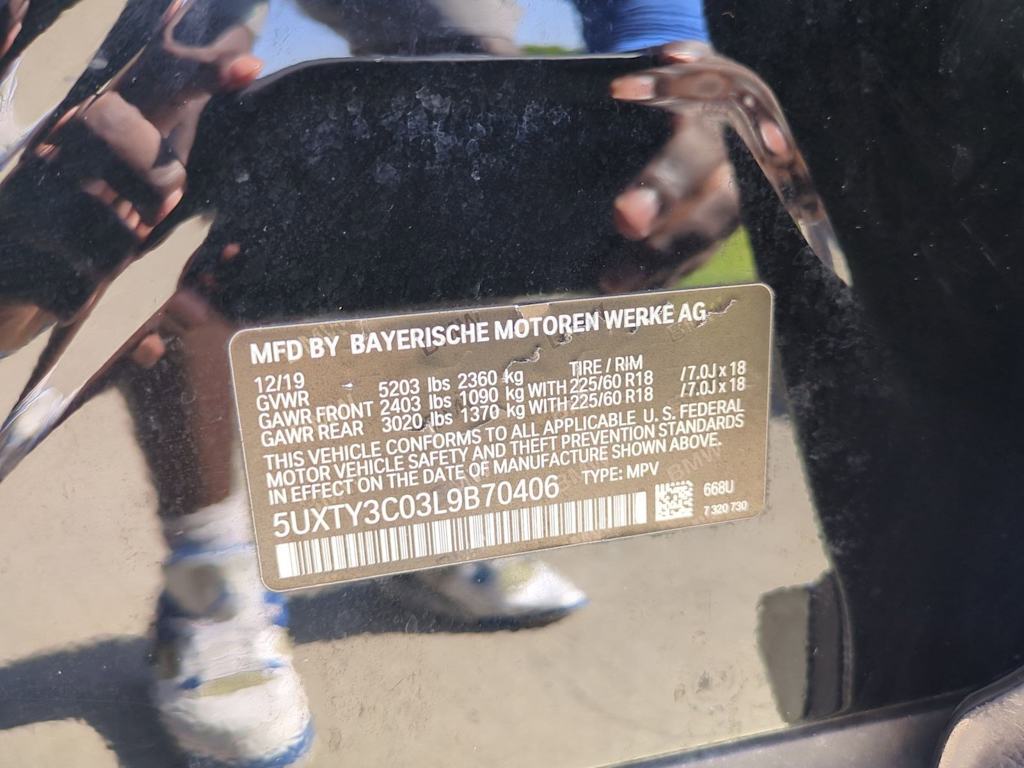 MFD BY BAYERISCHE MOTOREN WERKE AG
12/19 TIRE / RIM
GVWR 5203 lbs 2360 kg
GAWR FRONT 2403 lbs 1090 kg WITH 225/60 R18 /7.0J x 18
GAWR REAR 3020 lbs 1370 kg WITH 225/60 R18 /7.0J x 18
THIS VEHICLE CONFORMS TO ALL APPLICABLE U. S. FEDERAL
MOTOR VEHICLE SAFETY AND THEFT PREVENTION STANDARDS
IN EFFECT ON THE DATE OF MANUFACTURE SHOWN ABOVE.
5UXTY3C03L9B70406 TYPE: MPV
668U
7 320 730